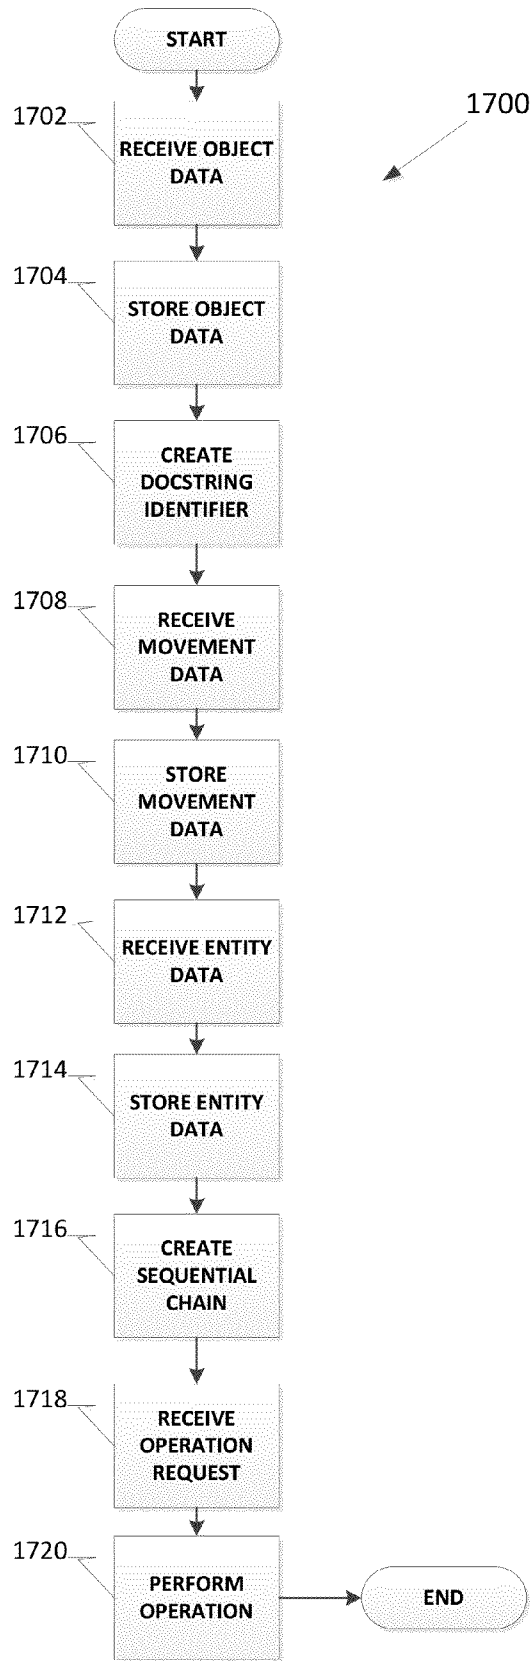 START
1700
1702
RECEIVE OBJECT
DATA
1704
STORE OBJECT
DATA
1706
CREATE
DOCSTRING
IDENTIFIER
1708
RECEIVE
MOVEMENT
DATA
1710
STORE
MOVEMENT
DATA
1712
RECEIVE ENTITY
DATA
1714
STORE ENTITY
DATA
1716
CREATE
SEQUENTIAL
CHAIN
1718
RECEIVE
OPERATION
REQUEST
1720
PERFORM
OPERATION
END